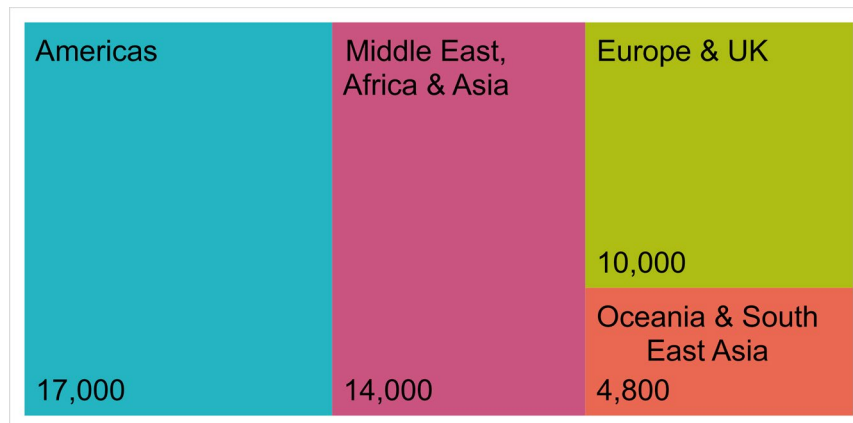 Americas
17,000
Middle East,
Africa & Asia
14,000
Europe & UK
10,000
Oceania & South
East Asia
4,800